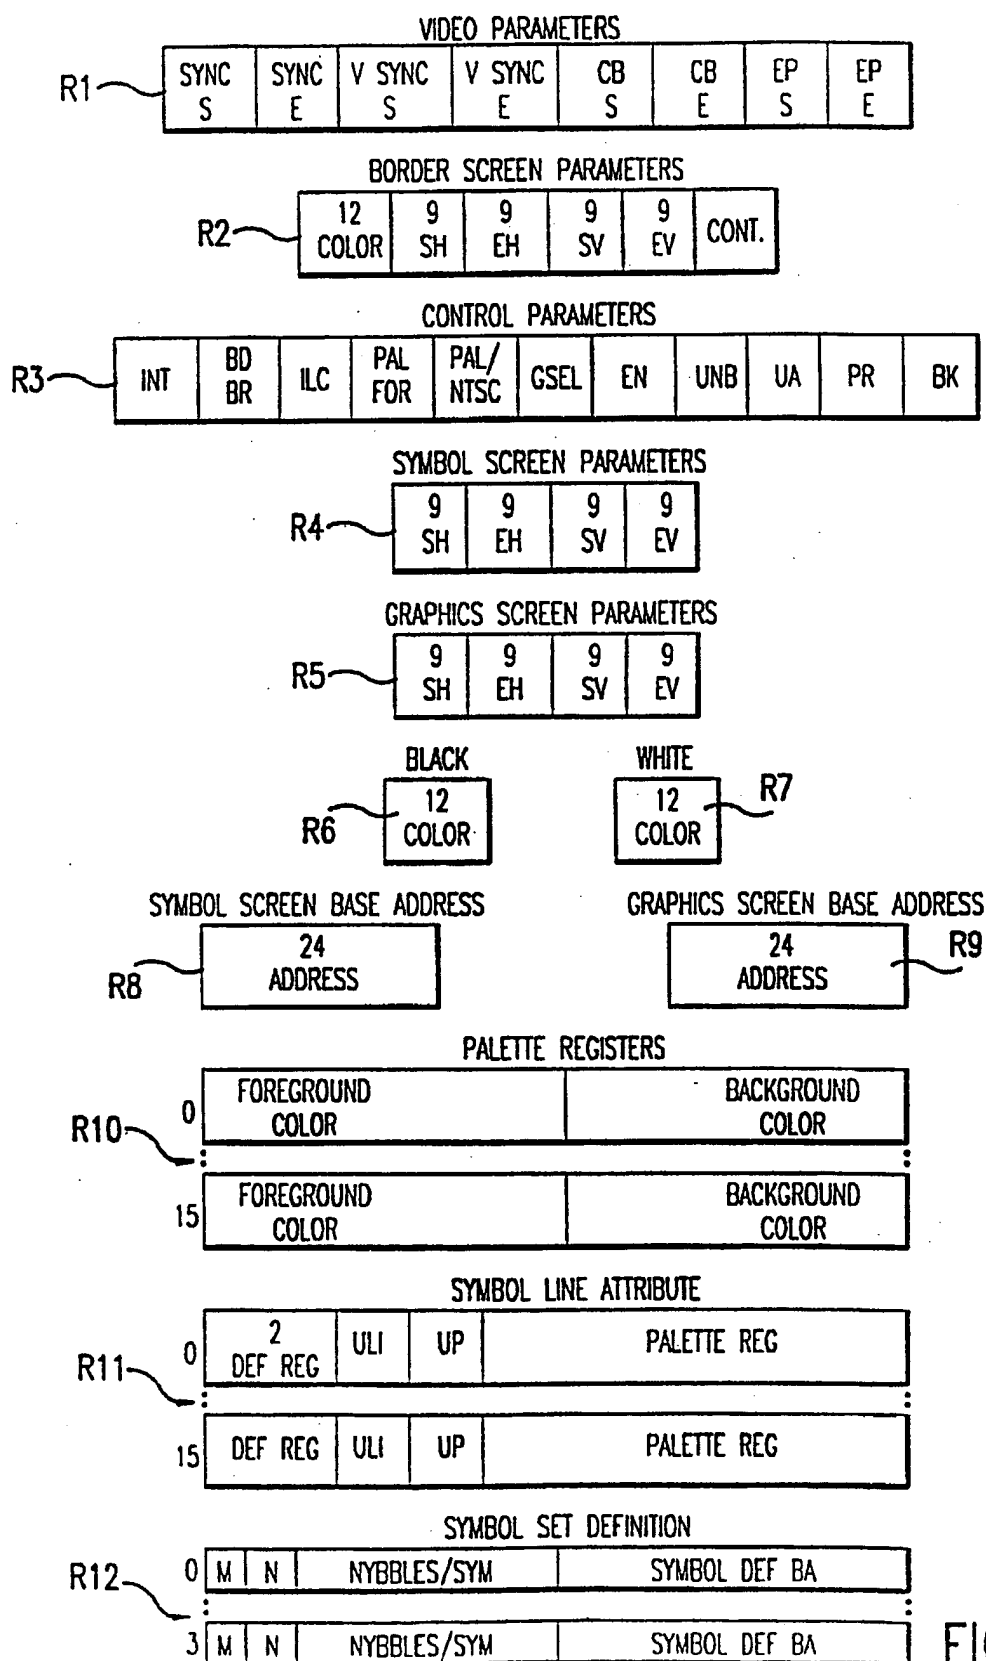 VIDEO PARAMETERS
R1 SYNC S SYNC E V SYNC S V SYNC E CB S CB E EP S EP E
BORDER SCREEN PARAMETERS
R2 12 COLOR 9 SH 9 EH 9 SV 9 EV CONT.
CONTROL PARAMETERS
R3 INT BD BR ILC PAL FOR PAL/ NTSC GSEL EN UNB UA PR BK
SYMBOL SCREEN PARAMETERS
R4 9 SH 9 EH 9 SV 9 EV
GRAPHICS SCREEN PARAMETERS
R5 9 SH 9 EH 9 SV 9 EV
BLACK WHITE
R6 12 COLOR 12 COLOR R7
SYMBOL SCREEN BASE ADDRESS GRAPHICS SCREEN BASE ADDRESS
R8 24 ADDRESS 24 ADDRESS R9
PALETTE REGISTERS
0 FOREGROUND COLOR BACKGROUND COLOR
R10
15 FOREGROUND COLOR BACKGROUND COLOR
SYMBOL LINE ATTRIBUTE
0 2 DEF REG ULI UP PALETTE REG
R11
15 DEF REG ULI UP PALETTE REG
SYMBOL SET DEFINITION
0 M N NYBBLES/SYM SYMBOL DEF BA
R12
3 M N NYBBLES/SYM SYMBOL DEF BA